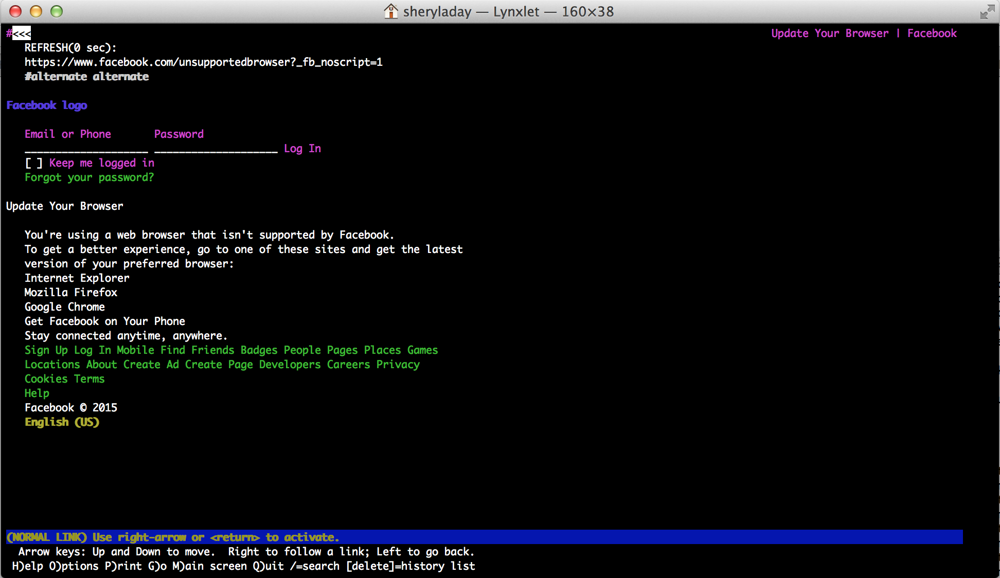 sheryladay — Lynxlet — 160×38
#<<< Update Your Browser | Facebook
REFRESH(0 sec):
https://www.facebook.com/unsupportedbrowser?_fb_noscript=1
#alternate alternate
Facebook logo
Email or Phone Password
____________________ ____________________ Log In
[ ] Keep me logged in
Forgot your password?
Update Your Browser
You're using a web browser that isn't supported by Facebook.
To get a better experience, go to one of these sites and get the latest
version of your preferred browser:
Internet Explorer
Mozilla Firefox
Google Chrome
Get Facebook on Your Phone
Stay connected anytime, anywhere.
Sign Up Log In Mobile Find Friends Badges People Pages Places Games
Locations About Create Ad Create Page Developers Careers Privacy
Cookies Terms
Help
Facebook © 2015
English (US)
(NORMAL LINK) Use right-arrow or <return> to activate.
Arrow keys: Up and Down to move.  Right to follow a link; Left to go back.
H)elp O)ptions P)rint G)o M)ain screen Q)uit /=search [delete]=history list